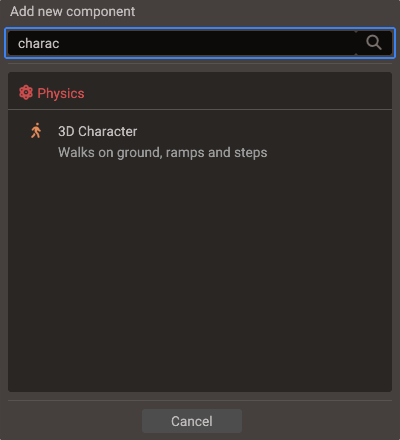 Add new component
charac
Physics
3D Character
Walks on ground, ramps and steps
Cancel